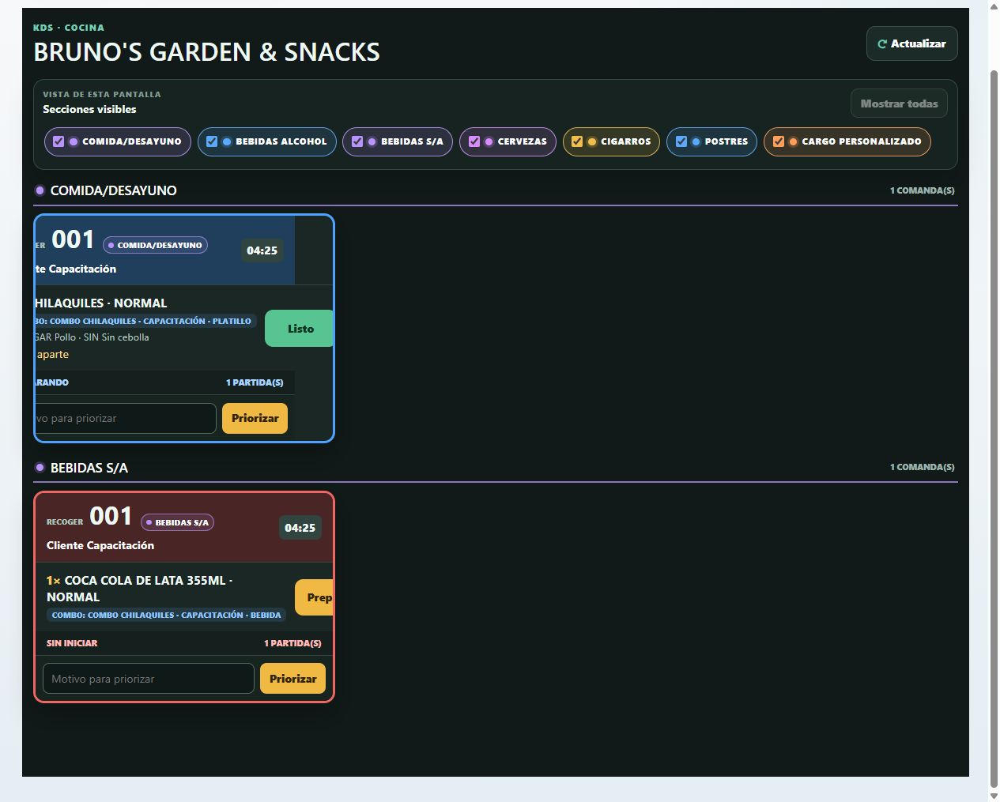 KDS · COCINA
BRUNO'S GARDEN & SNACKS
Actualizar
VISTA DE ESTA PANTALLA
Secciones visibles
Mostrar todas
COMIDA/DESAYUNO
BEBIDAS ALCOHOL
BEBIDAS S/A
CERVEZAS
CIGARROS
POSTRES
CARGO PERSONALIZADO
COMIDA/DESAYUNO
1 COMANDA(S)
ER 001 COMIDA/DESAYUNO
04:25
te Capacitación
HILAQUILES · NORMAL
BO: COMBO CHILAQUILES - CAPACITACIÓN · PLATILLO
GAR Pollo · SIN Sin cebolla
aparte
Listo
RANDO
1 PARTIDA(S)
vo para priorizar
Priorizar
BEBIDAS S/A
1 COMANDA(S)
RECOGER 001 BEBIDAS S/A
04:25
Cliente Capacitación
1× COCA COLA DE LATA 355ML ·
NORMAL
COMBO: COMBO CHILAQUILES - CAPACITACIÓN · BEBIDA
Prep
SIN INICIAR
1 PARTIDA(S)
Motivo para priorizar
Priorizar